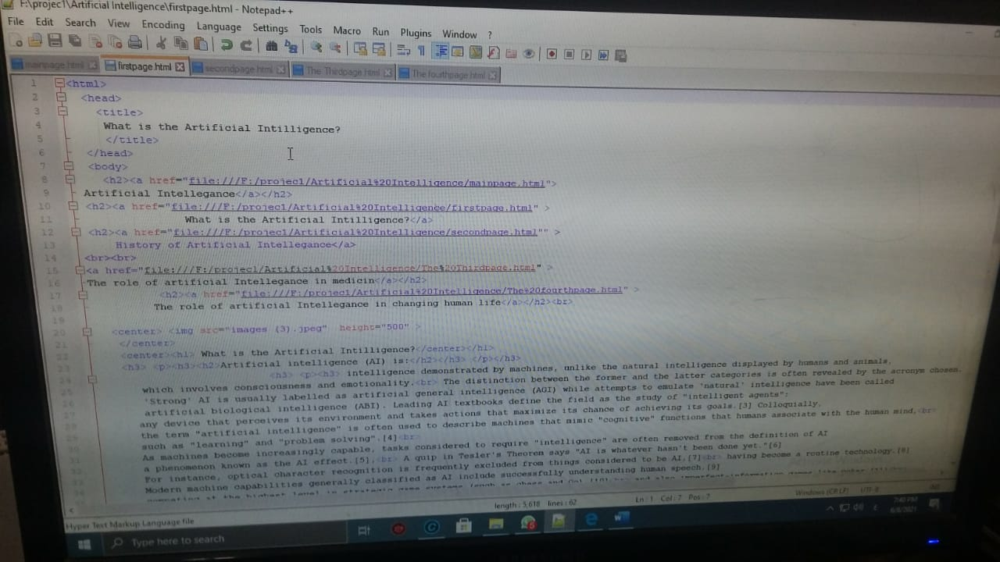 F:\projec1\Artificial Intelligence\firstpage.html - Notepad++
File Edit Search View Encoding Language Settings Tools Macro Run Plugins Window ?
mainpage.html firstpage.html secondpage.html The Thirdpage.html The fourthpage.html
1 <html>
2 <head>
3 <title>
4 What is the Artificial Intilligence?
5 </title>
6 </head>
7 <body>
8 <h2><a href="file:///F:/projec1/Artificial%20Intelligence/mainpage.html">
9 Artificial Intellegance</a></h2>
10 <h2><a href="file:///F:/projec1/Artificial%20Intelligence/firstpage.html" >
11 What is the Artificial Intilligence?</a>
12 <h2><a href="file:///F:/projec1/Artificial%20Intelligence/secondpage.html"" >
13 History of Artificial Intellegance</a>
14 <br><br>
15 <a href="file:///F:/projec1/Artificial%20Intelligence/The%20Thirdpage.html" >
16 The role of artificial Intellegance in medicin</a></h2>
17 <h2><a href="file:///F:/projec1/Artificial%20Intelligence/The%20fourthpage.html" >
18 The role of artificial Intellegance in changing human life</a></h2><br>
19
20 <center> <img src="images (3).jpeg" height="500" >
21 </center>
22 <center><h1> What is the Artificial Intilligence?</center></h1>
23 <h3> <p><h3><h2>Artificial intelligence (AI) is:</h2></h3> </p></h3>
24 <h3> <p><h3> intelligence demonstrated by machines, unlike the natural intelligence displayed by humans and animals,
25 which involves consciousness and emotionality.<br> The distinction between the former and the latter categories is often revealed by the acronym chosen.
26 'Strong' AI is usually labelled as artificial general intelligence (AGI) while attempts to emulate 'natural' intelligence have been called
27 artificial biological intelligence (ABI). Leading AI textbooks define the field as the study of "intelligent agents":
28 any device that perceives its environment and takes actions that maximize its chance of achieving its goals.[3] Colloquially,
29 the term "artificial intelligence" is often used to describe machines that mimic "cognitive" functions that humans associate with the human mind,<br>
30 such as "learning" and "problem solving".[4]<br>
31 As machines become increasingly capable, tasks considered to require "intelligence" are often removed from the definition of AI
32 a phenomenon known as the AI effect.[5],<br> A quip in Tesler's Theorem says "AI is whatever hasn't been done yet."[6]
33 For instance, optical character recognition is frequently excluded from things considered to be AI,[7]<br> having become a routine technology.[8]
34 Modern machine capabilities generally classified as AI include successfully understanding human speech,[9]
Hyper Text Markup Language file length : 5,618 lines : 62 Ln : 1 Col : 7 Pos : 7 Windows (CR LF) UTF-8 INS
Type here to search
7:40 PM
6/8/2021